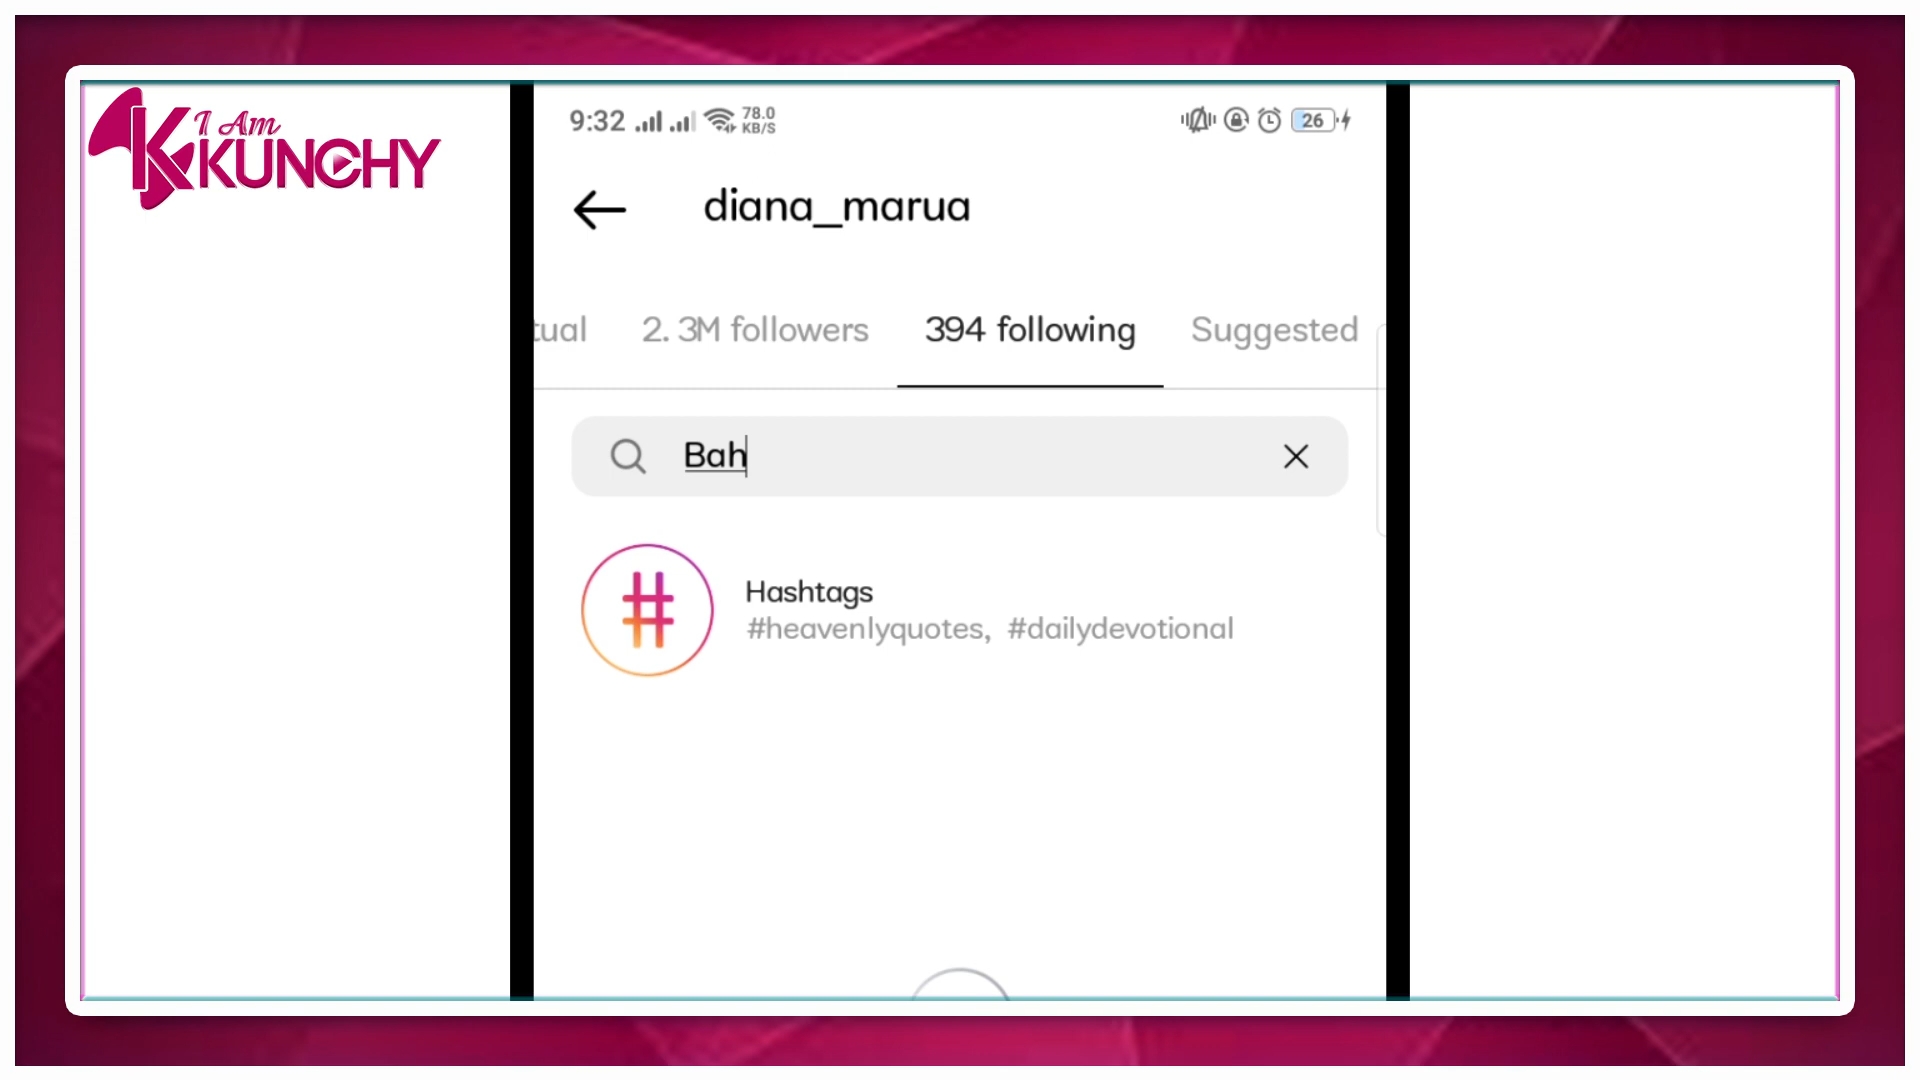 I Am
KUNCHY
9:32 78.0 KB/S 26
diana_marua
tual 2. 3M followers 394 following Suggested
Bah
Hashtags
#heavenlyquotes, #dailydevotional